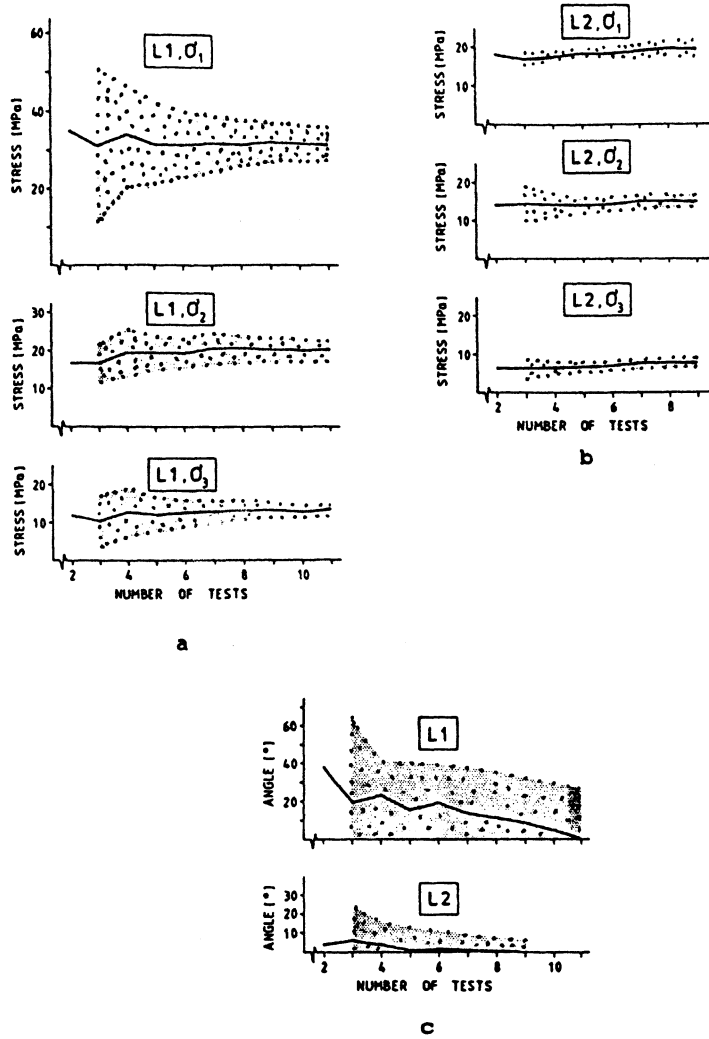 L1,σ1
STRESS [MPa]
60
40
20
L1,σ2
STRESS [MPa]
30
20
10
L1,σ3
STRESS [MPa]
20
10
2 4 6 8 10
NUMBER OF TESTS
a
L2,σ1
STRESS [MPa]
20
10
L2,σ2
STRESS [MPa]
20
10
L2,σ3
STRESS [MPa]
20
10
2 4 6 8
NUMBER OF TESTS
b
L1
ANGLE [°]
60
40
20
L2
ANGLE [°]
30
20
10
2 4 6 8 10
NUMBER OF TESTS
c